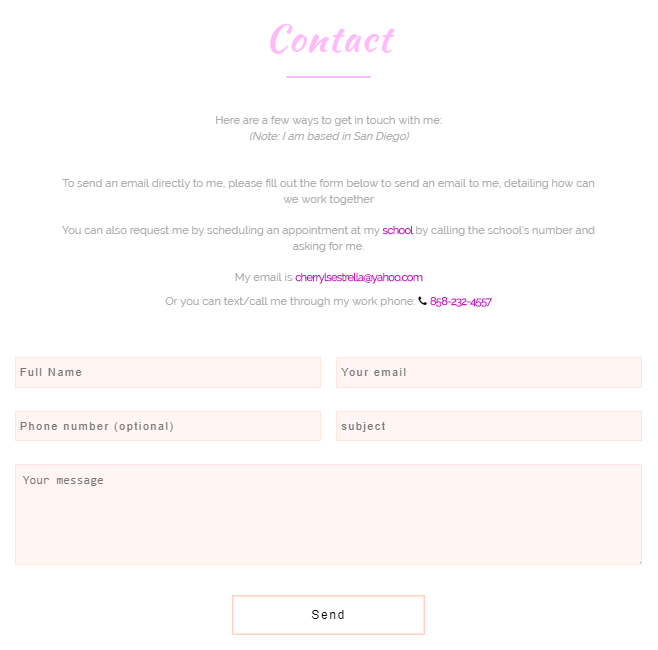 Contact
Here are a few ways to get in touch with me:
(Note: I am based in San Diego)
To send an email directly to me, please fill out the form below to send an email to me, detailing how can
we work together
You can also request me by scheduling an appointment at my school by calling the school's number and
asking for me.
My email is cherrylsestrella@yahoo.com
Or you can text/call me through my work phone: 858-232-4557
Full Name
Your email
Phone number (optional)
subject
Your message
Send